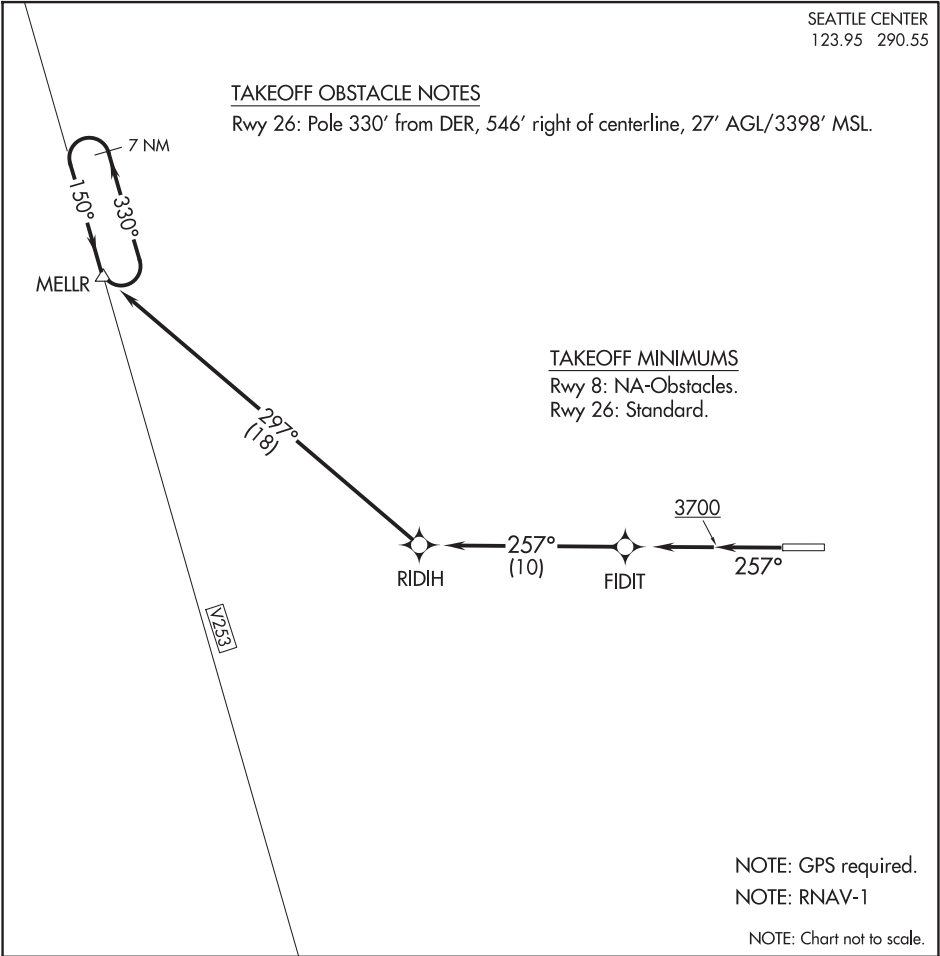 SEATTLE CENTER
123.95 290.55
TAKEOFF OBSTACLE NOTES
Rwy 26: Pole 330' from DER, 546' right of centerline, 27' AGL/3398' MSL.
7 NM
150°
330°
MELLR
TAKEOFF MINIMUMS
Rwy 8: NA-Obstacles.
Rwy 26: Standard.
297°
(18)
3700
257°
(10)
257°
RIDIH
FIDIT
V253
NOTE: GPS required.
NOTE: RNAV-1
NOTE: Chart not to scale.